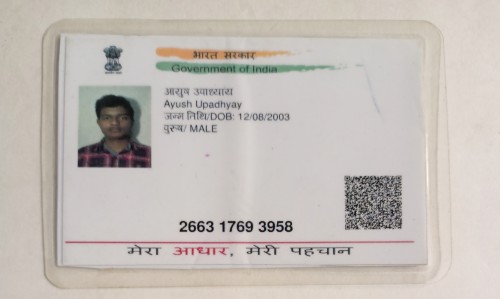 भारत सरकार
Government of India
आयुष उपाध्याय
Ayush Upadhyay
जन्म तिथि/DOB: 12/08/2003
पुरुष/ MALE
2663 1769 3958
मेरा आधार, मेरी पहचान